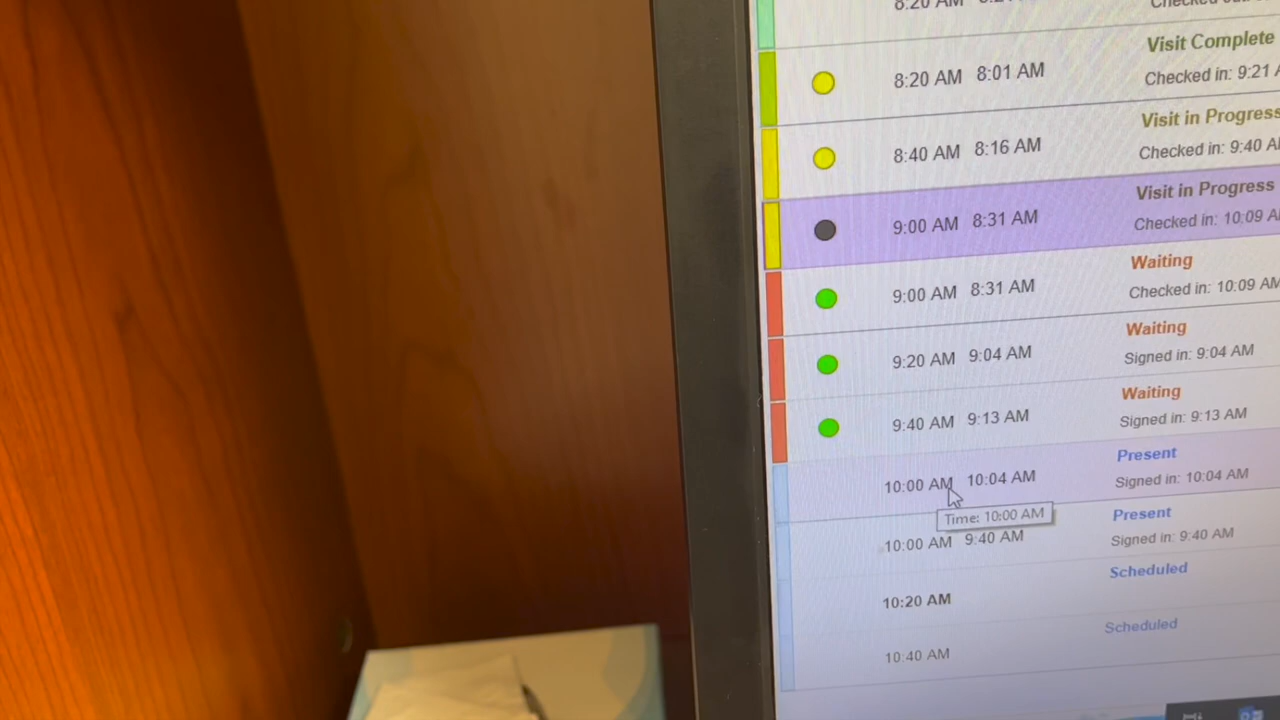 8:20 AM
Checked
Visit Complete
8:20 AM 8:01 AM
Checked in: 9:21
Visit in Progress
8:40 AM 8:16 AM
Checked in: 9:40
Visit in Progress
9:00 AM 8:31 AM
Checked in: 10:09
Waiting
9:00 AM 8:31 AM
Checked in: 10:09 AM
Waiting
9:20 AM 9:04 AM
Signed in: 9:04 AM
Waiting
9:40 AM 9:13 AM
Signed in: 9:13 AM
Present
10:00 AM 10:04 AM
Signed in: 10:04 AM
Time: 10:00 AM
Present
10:00 AM 9:40 AM
Signed in: 9:40 AM
Scheduled
10:20 AM
Scheduled
10:40 AM